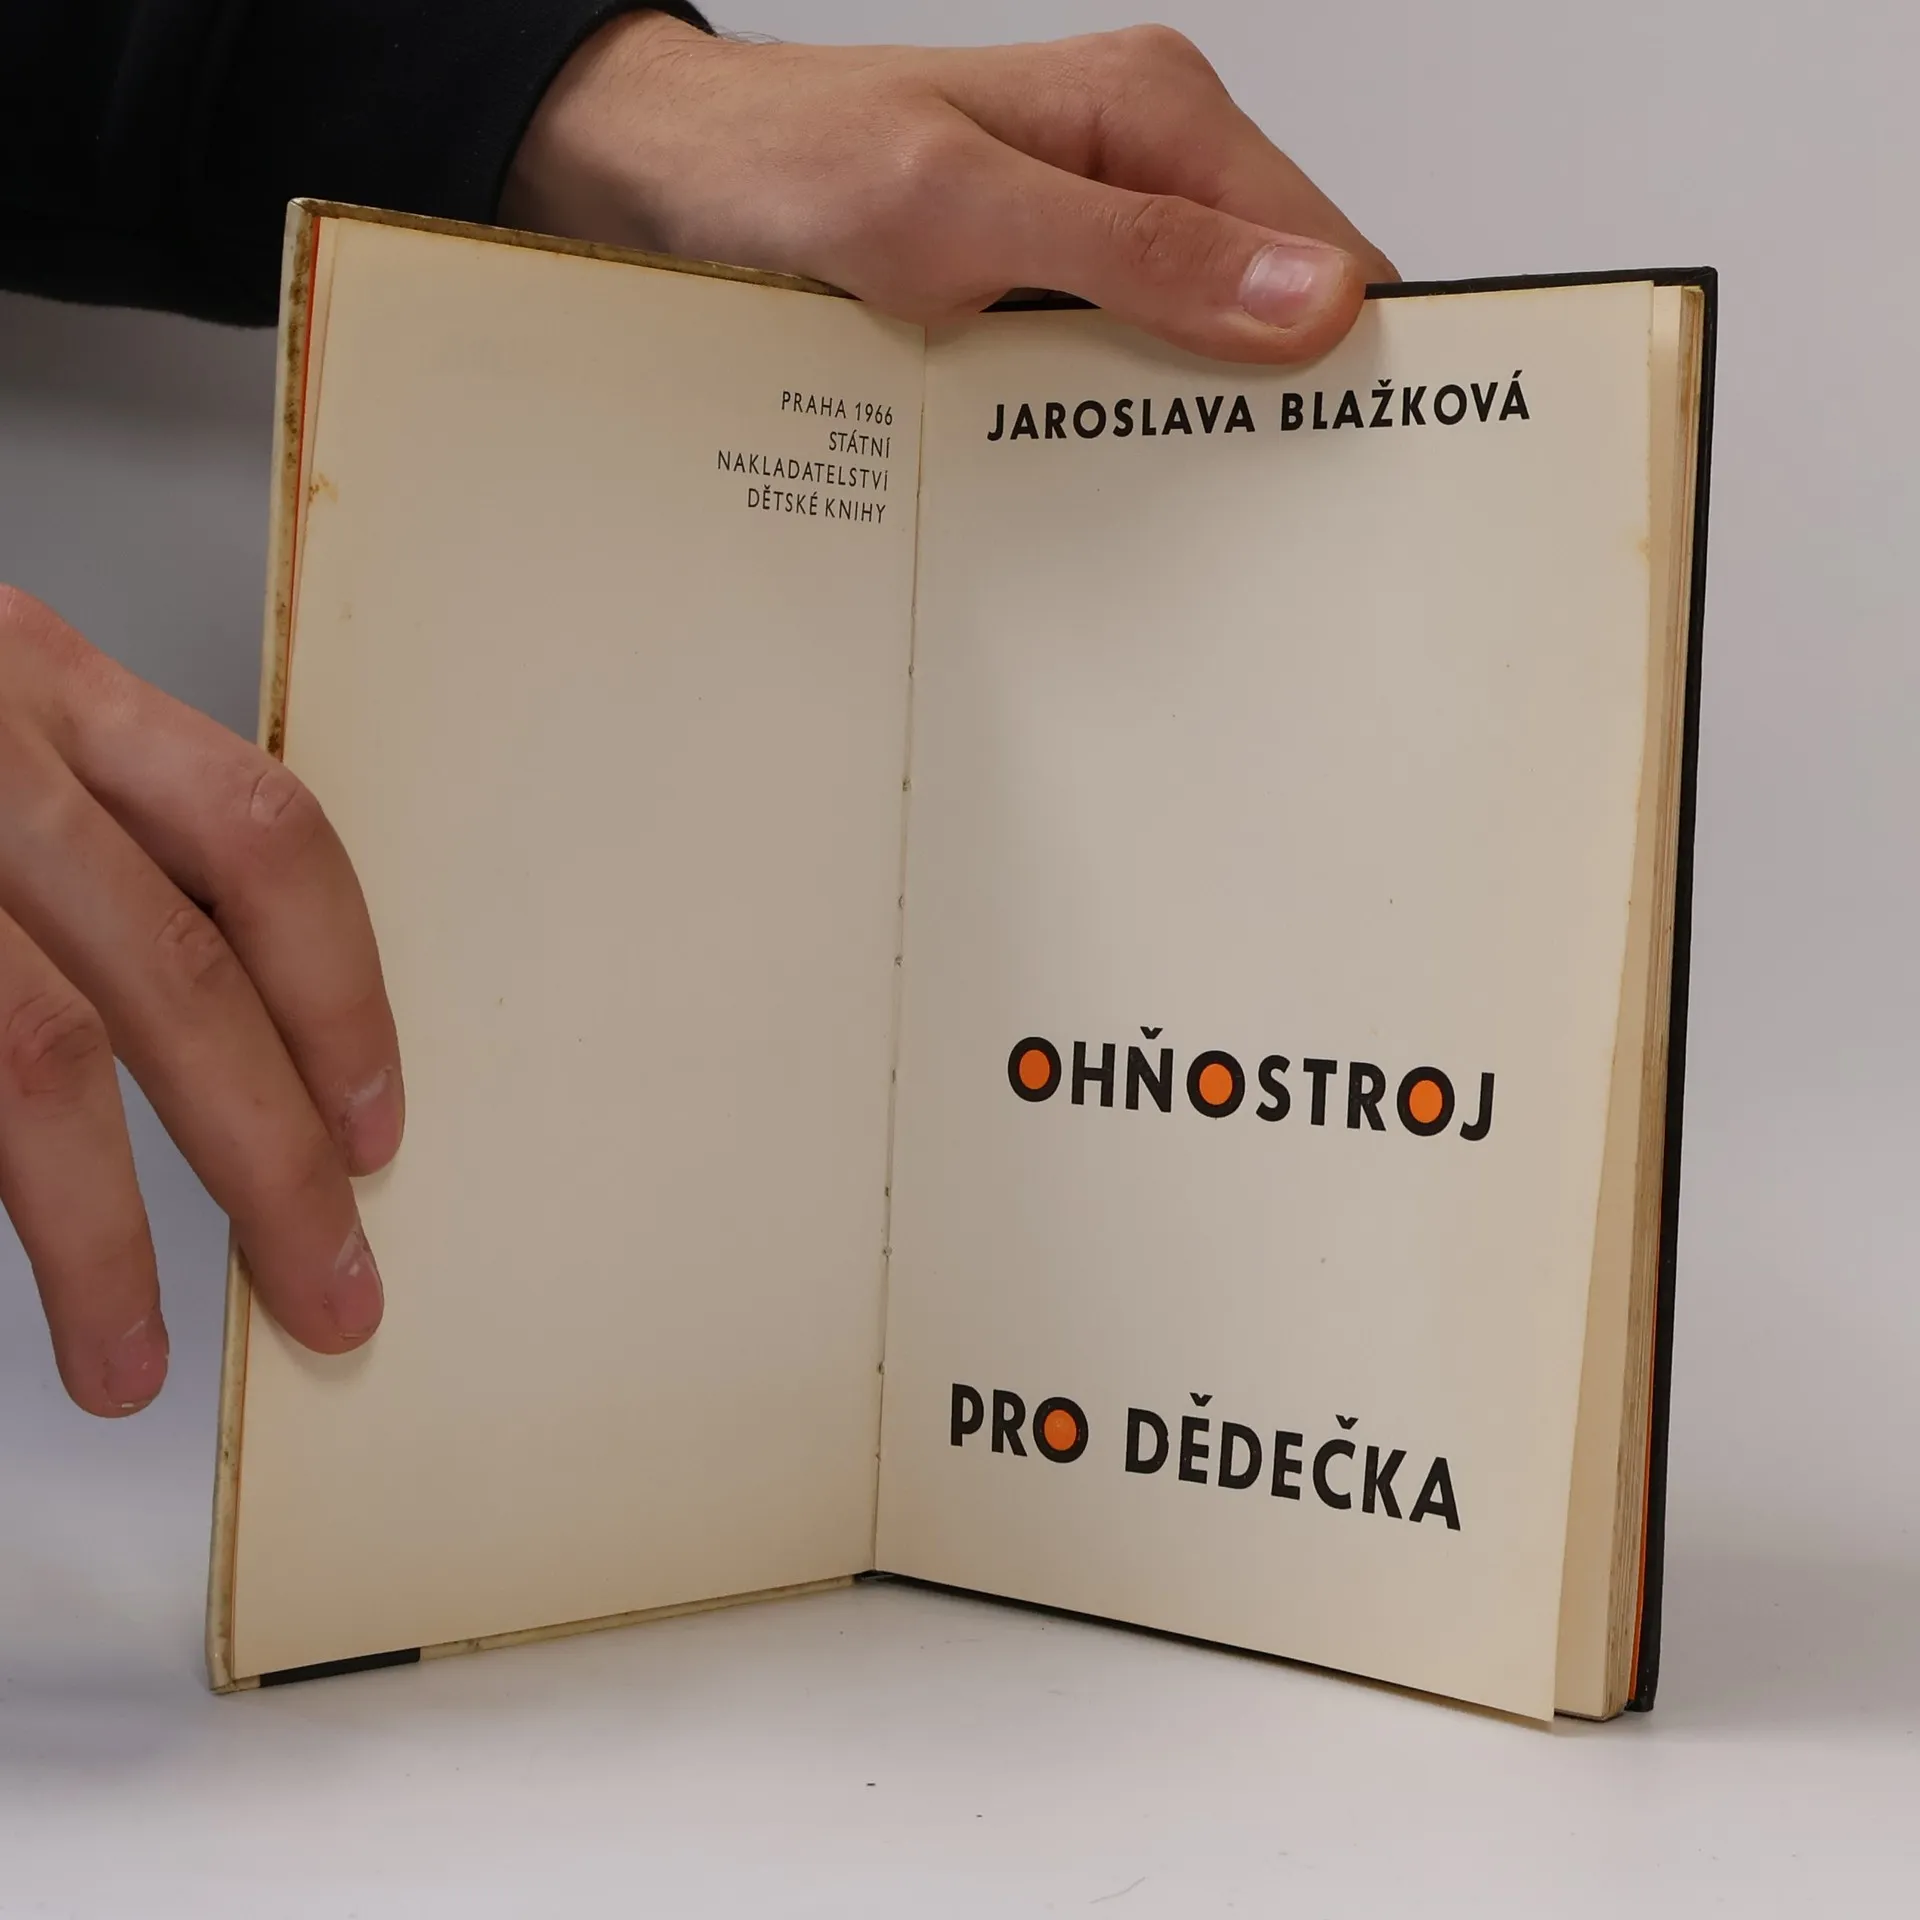 PRAHA 1966
STÁTNÍ
NAKLADATELSTVÍ
DĚTSKÉ KNIHY
JAROSLAVA BLAŽKOVÁ
OHŇOSTROJ
PRO DĚDEČKA